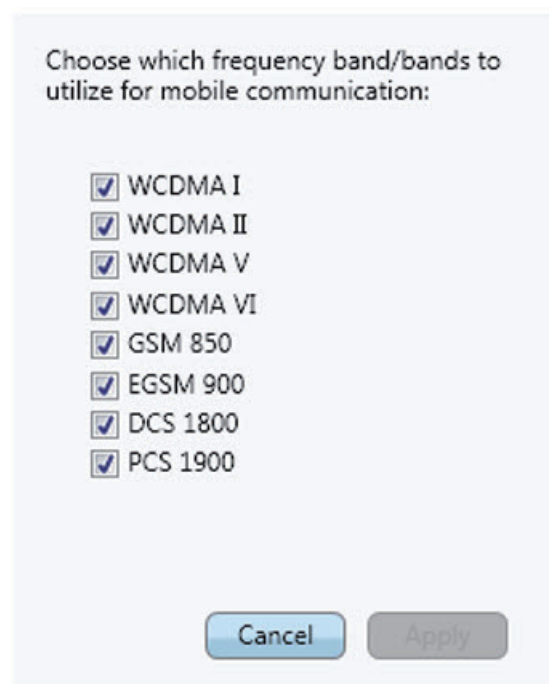 Choose which frequency band/bands to
utilize for mobile communication:
WCDMA I
WCDMA II
WCDMA V
WCDMA VI
GSM 850
EGSM 900
DCS 1800
PCS 1900
Cancel
Apply